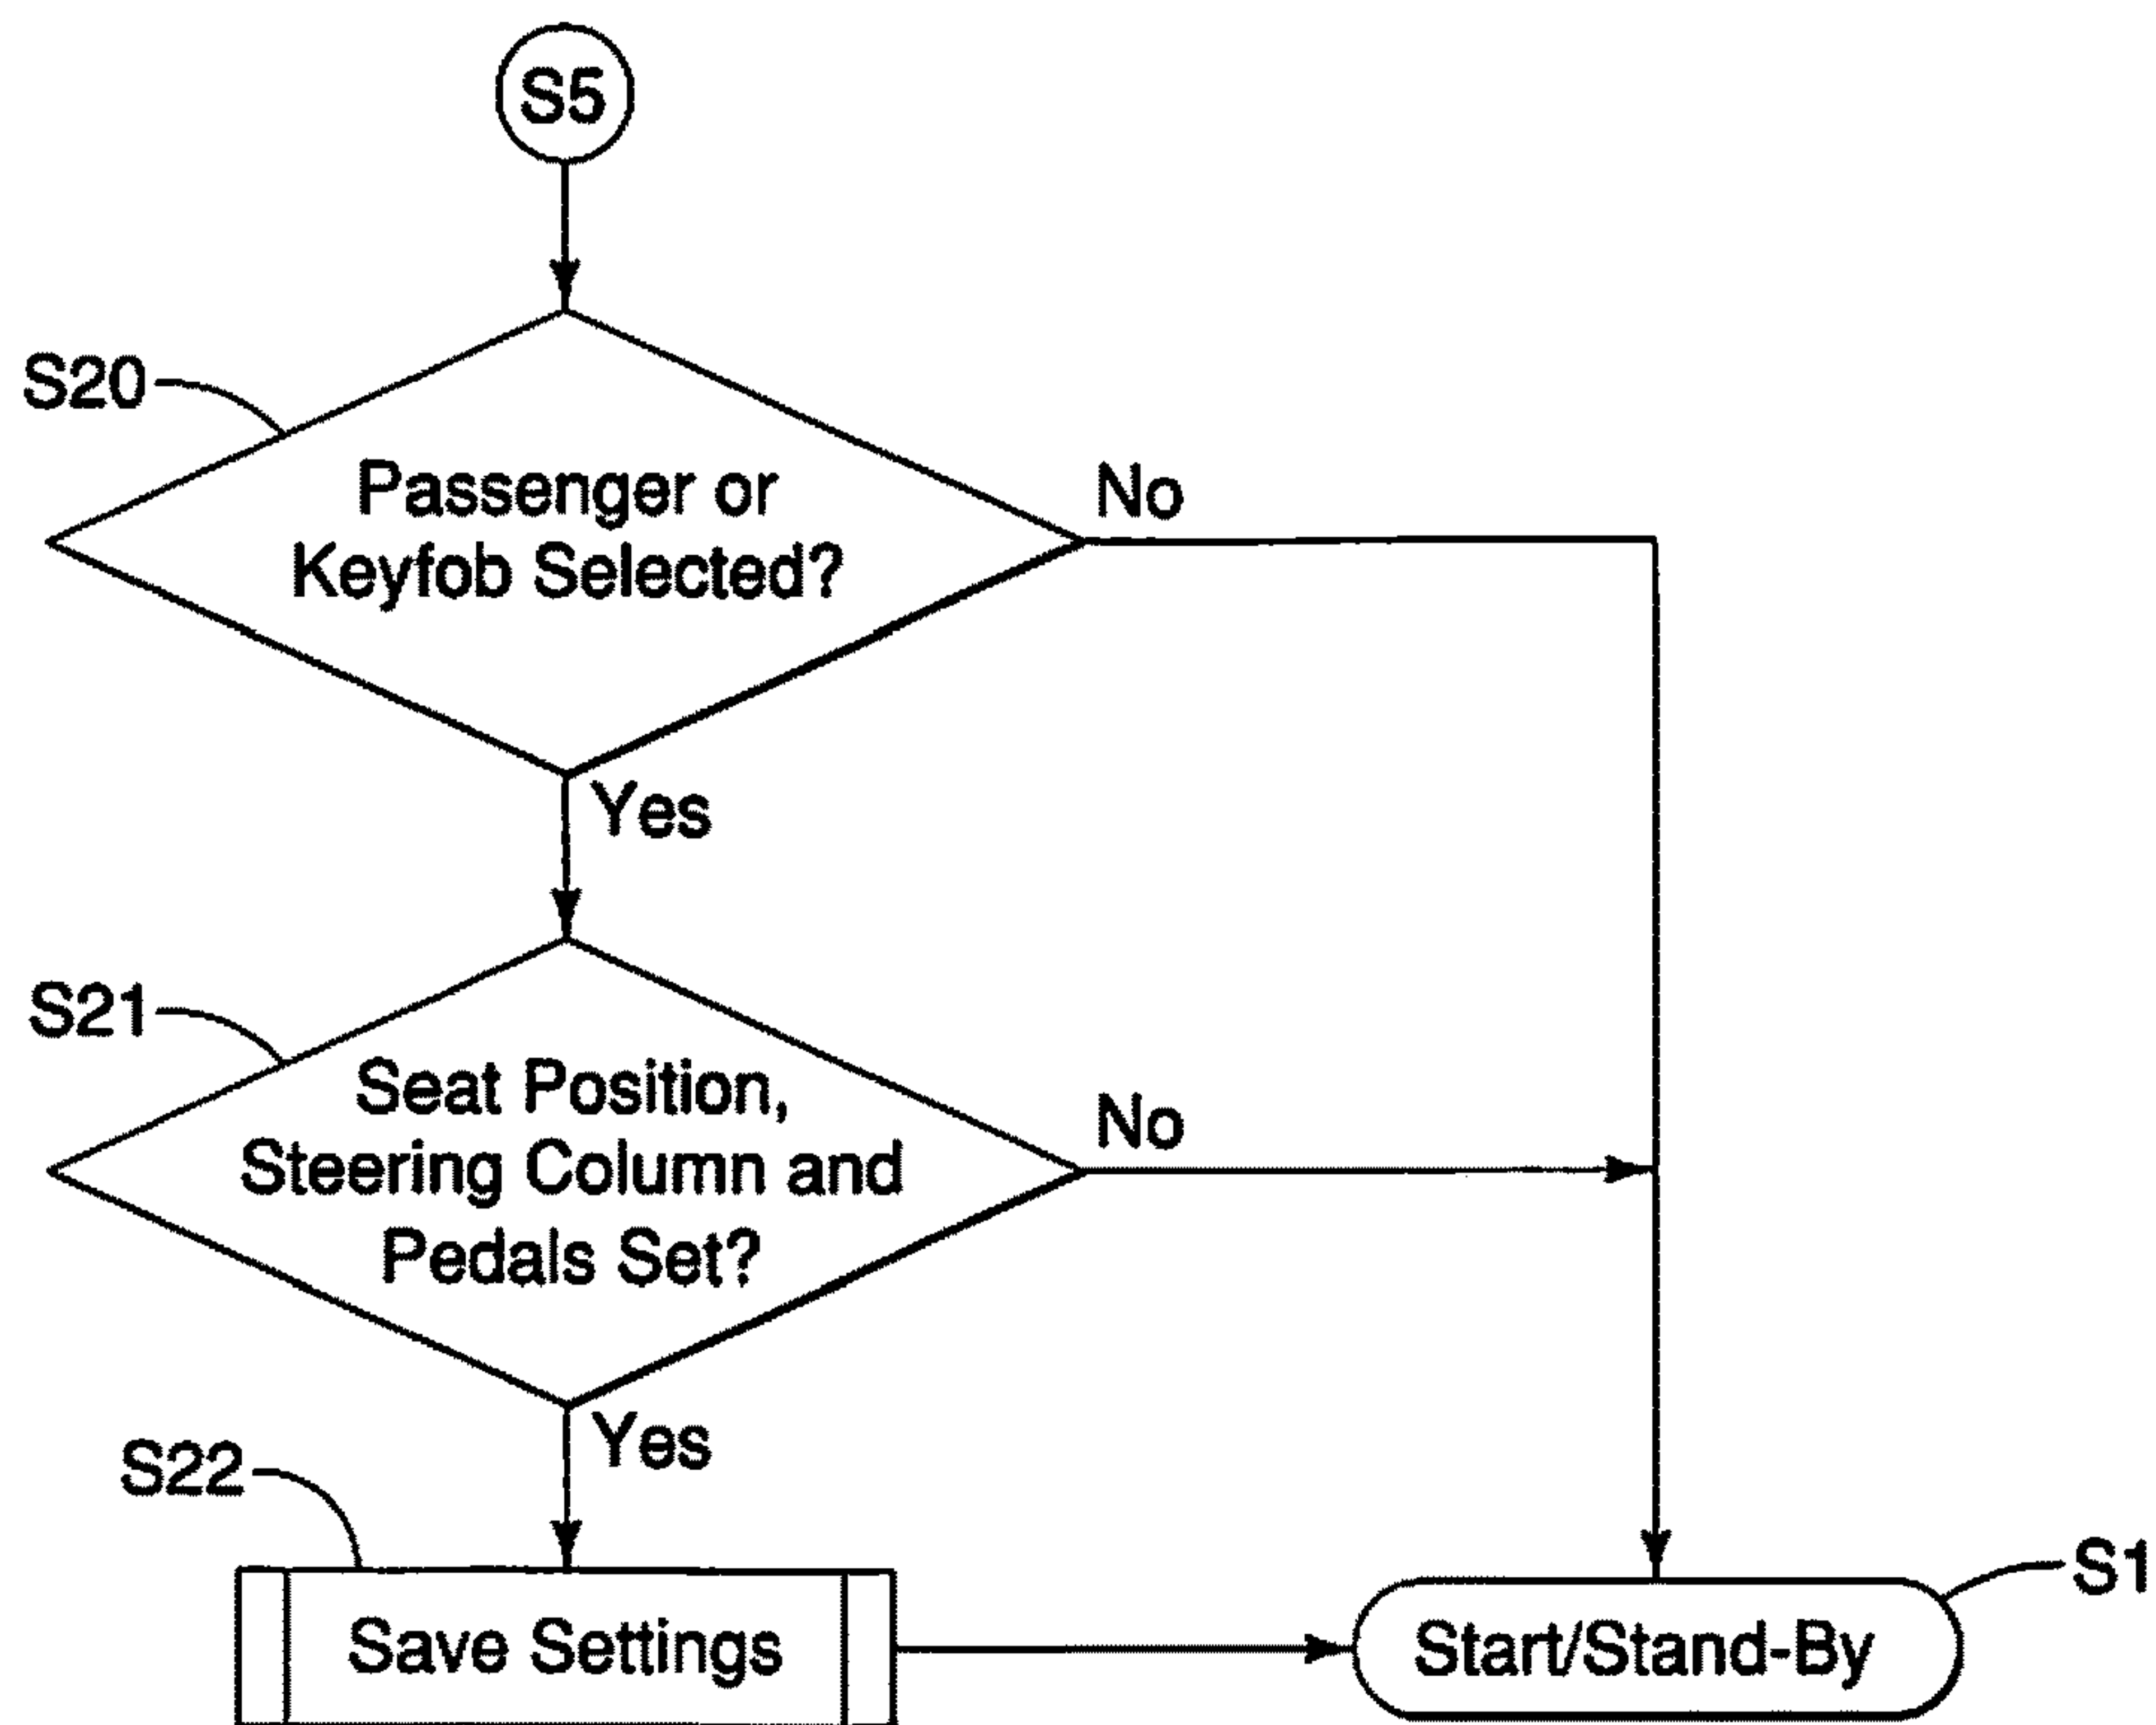 S5
S20
Passenger or
Keyfob Selected?
No
Yes
S21
Seat Position,
Steering Column and
Pedals Set?
No
Yes
S22
Save Settings
Start/Stand-By
S1